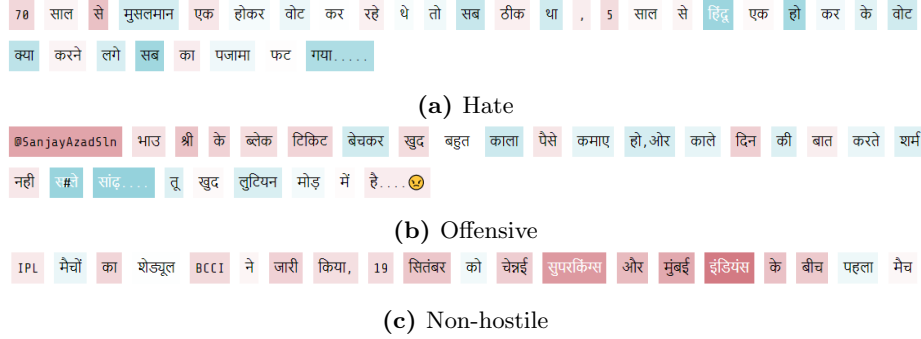 70 साल से मुसलमान एक होकर वोट कर रहे थे तो सब ठीक था , 5 साल से हिंदू एक हो कर के वोट
क्या करने लगे सब का पजामा फट गया.....
(a) Hate
@SanjayAzadSln भाउ श्री के ब्लेक टिकिट बेचकर खुद बहुत काला पैसे कमाए हो,ओर काले दिन की बात करते शर्म
नही सांढ़.... तू खुद लुटियन मोड़ में है....😠
(b) Offensive
IPL मैचों का शेड्यूल BCCI ने जारी किया, 19 सितंबर को चेन्नई सुपरकिंग्स और मुंबई इंडियंस के बीच पहला मैच
(c) Non-hostile